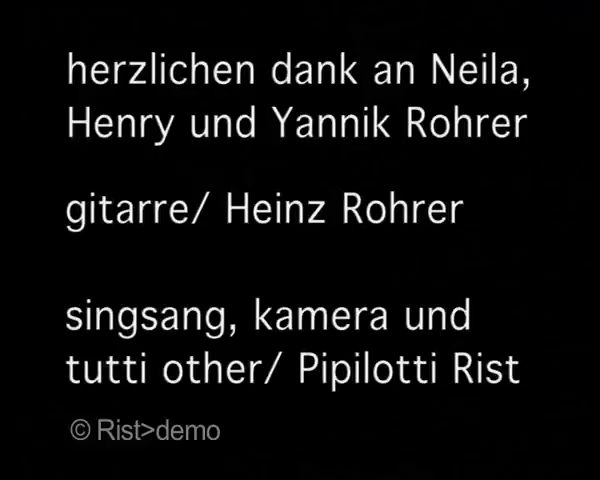 herzlichen dank an Neila,
Henry und Yannik Rohrer
gitarre/ Heinz Rohrer
singsang, kamera und
tutti other/ Pipilotti Rist
© Rist>demo